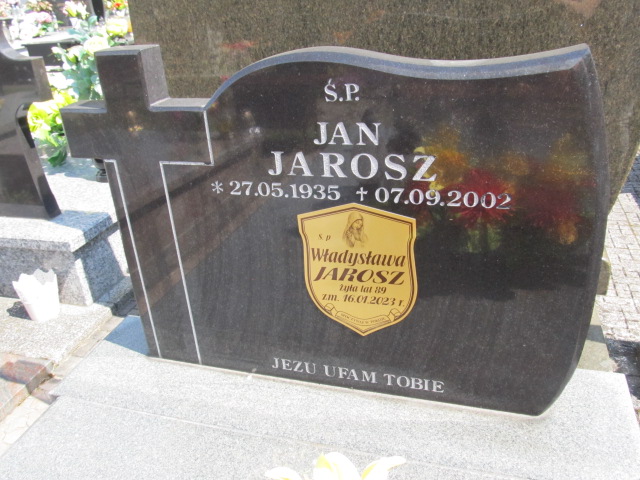 Ś.P.
JAN
JAROSZ
* 27.05.1935 † 07.09.2002
Ś.p
Władysława
JAROSZ
żyła lat 89
zm. 16.01.2023 r.
JEZU UFAM TOBIE